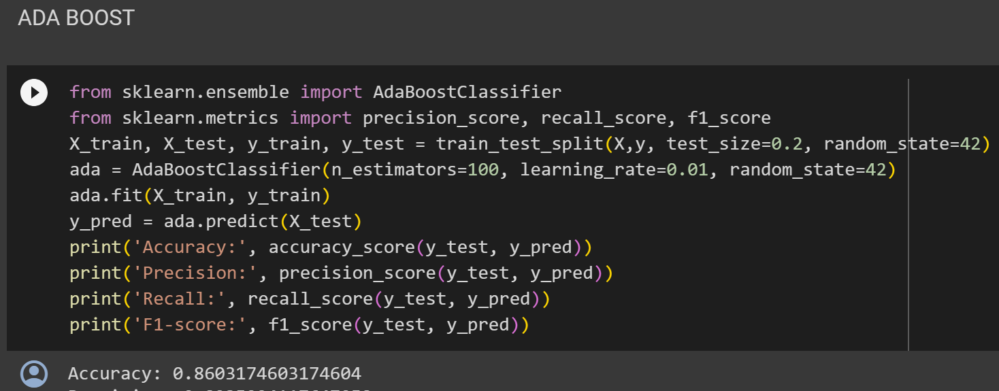 ADA BOOST
from sklearn.ensemble import AdaBoostClassifier
from sklearn.metrics import precision_score, recall_score, f1_score
X_train, X_test, y_train, y_test = train_test_split(X,y, test_size=0.2, random_state=42)
ada = AdaBoostClassifier(n_estimators=100, learning_rate=0.01, random_state=42)
ada.fit(X_train, y_train)
y_pred = ada.predict(X_test)
print('Accuracy:', accuracy_score(y_test, y_pred))
print('Precision:', precision_score(y_test, y_pred))
print('Recall:', recall_score(y_test, y_pred))
print('F1-score:', f1_score(y_test, y_pred))
Accuracy: 0.8603174603174604